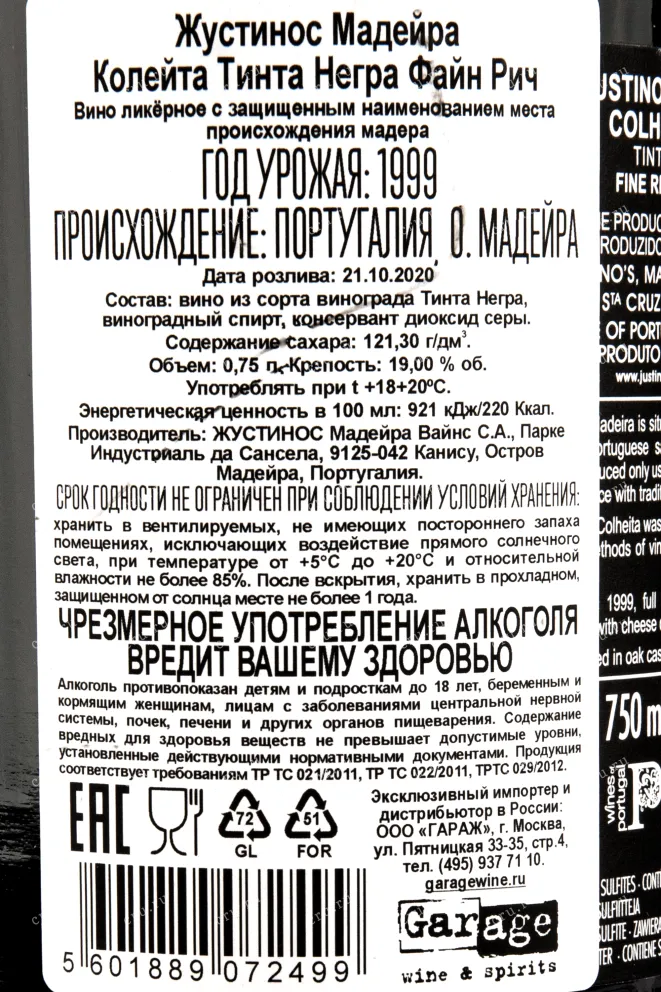 Жустинос Мадейра
Колейта Тинта Негра Файн Рич
Вино ликёрное с защищенным наименованием места
происхождения мадера
ГОД УРОЖАЯ: 1999
ПРОИСХОЖДЕНИЕ: ПОРТУГАЛИЯ, О. МАДЕЙРА
Дата розлива: 21.10.2020
Состав: вино из сорта винограда Тинта Негра,
виноградный спирт, консервант диоксид серы.
Содержание сахара: 121,30 г/дм³.
Объем: 0,75 л. Крепость: 19,00 % об.
Употреблять при t +18+20ºС.
Энергетическая ценность в 100 мл: 921 кДж/220 Ккал.
Производитель: ЖУСТИНОС Мадейра Вайнс С.А., Парке
Индустриаль да Сансела, 9125-042 Канису, Остров
Мадейра, Португалия.
СРОК ГОДНОСТИ НЕ ОГРАНИЧЕН ПРИ СОБЛЮДЕНИИ УСЛОВИЙ ХРАНЕНИЯ:
хранить в вентилируемых, не имеющих постороннего запаха
помещениях, исключающих воздействие прямого солнечного
света, при температуре от +5°С до +20°С и относительной
влажности не более 85%. После вскрытия, хранить в прохладном,
защищенном от солнца месте не более 1 года.
ЧРЕЗМЕРНОЕ УПОТРЕБЛЕНИЕ АЛКОГОЛЯ
ВРЕДИТ ВАШЕМУ ЗДОРОВЬЮ
Алкоголь противопоказан детям и подросткам до 18 лет, беременным и
кормящим женщинам, лицам с заболеваниями центральной нервной
системы, почек, печени и других органов пищеварения. Содержание
вредных для здоровья веществ не превышает допустимые уровни,
установленные действующими нормативными документами. Продукция
соответствует требованиям ТР ТС 021/2011, ТР ТС 022/2011, ТРТС 029/2012.
EAC
72
GL
51
FOR
Эксклюзивный импортер и
дистрибьютор в России:
ООО «ГАРАЖ», г. Москва,
ул. Пятницкая 33-35, стр.4,
тел. (495) 937 71 10.
garagewine.ru
Garage
wine & spirits
5 601889 072499
USTINO
COLH
TINT
FINE RI
E PRODUC
RODUZIDO
NO'S, MA
STA CRUZ
OF PORT
PRODUTO
www.justin
adeira is sit
rtuguese s
uced only us
ce with tradi
Colheita was
thods of vin
1999, full
with cheese
ed in oak cas
750 m
wines of
portugal
SULFITES · CONT
ULFITTEJA
ULFITE · ZAWIERA
TER · CONTIENE S